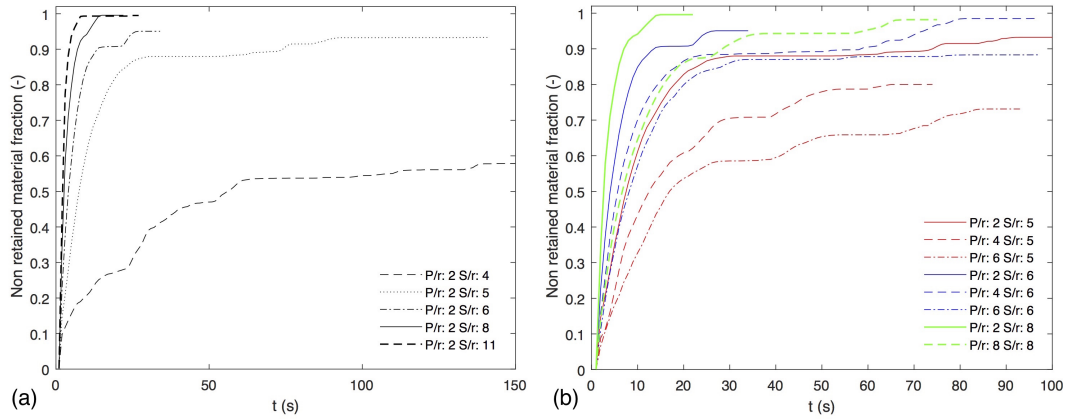 Non retained material fraction (-)
1
0.9
0.8
0.7
0.6
0.5
0.4
0.3
0.2
0.1
0
P/r: 2 S/r: 4
P/r: 2 S/r: 5
P/r: 2 S/r: 6
P/r: 2 S/r: 8
P/r: 2 S/r: 11
0 50 100 150
t (s)
(a)
Non retained material fraction (-)
1
0.9
0.8
0.7
0.6
0.5
0.4
0.3
0.2
0.1
0
P/r: 2 S/r: 5
P/r: 4 S/r: 5
P/r: 6 S/r: 5
P/r: 2 S/r: 6
P/r: 4 S/r: 6
P/r: 6 S/r: 6
P/r: 2 S/r: 8
P/r: 8 S/r: 8
0 10 20 30 40 50 60 70 80 90 100
t (s)
(b)